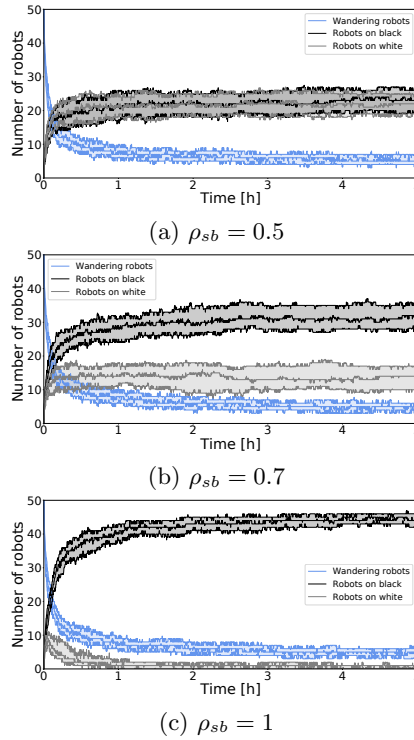 50
40
30
20
10
0
Number of robots
Wandering robots
Robots on black
Robots on white
0 1 2 3 4
Time [h]
(a) ρsb = 0.5
50
40
30
20
10
0
Number of robots
Wandering robots
Robots on black
Robots on white
0 1 2 3 4
Time [h]
(b) ρsb = 0.7
50
40
30
20
10
0
Number of robots
Wandering robots
Robots on black
Robots on white
0 1 2 3 4
Time [h]
(c) ρsb = 1